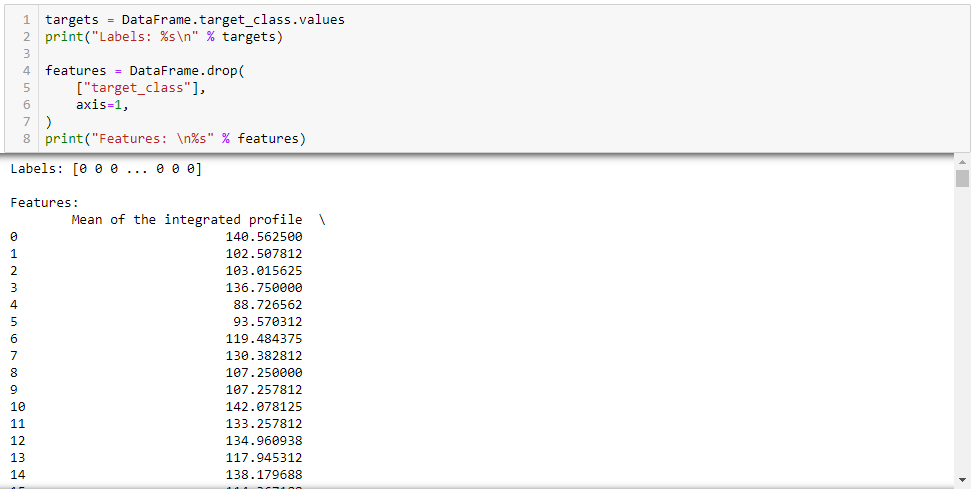 1 targets = DataFrame.target_class.values
2 print("Labels: %s\n" % targets)
3
4 features = DataFrame.drop(
5     ["target_class"],
6     axis=1,
7 )
8 print("Features: \n%s" % features)
Labels: [0 0 0 ... 0 0 0]
Features:
        Mean of the integrated profile  \
0                           140.562500
1                           102.507812
2                           103.015625
3                           136.750000
4                            88.726562
5                            93.570312
6                           119.484375
7                           130.382812
8                           107.250000
9                           107.257812
10                          142.078125
11                          133.257812
12                          134.960938
13                          117.945312
14                          138.179688